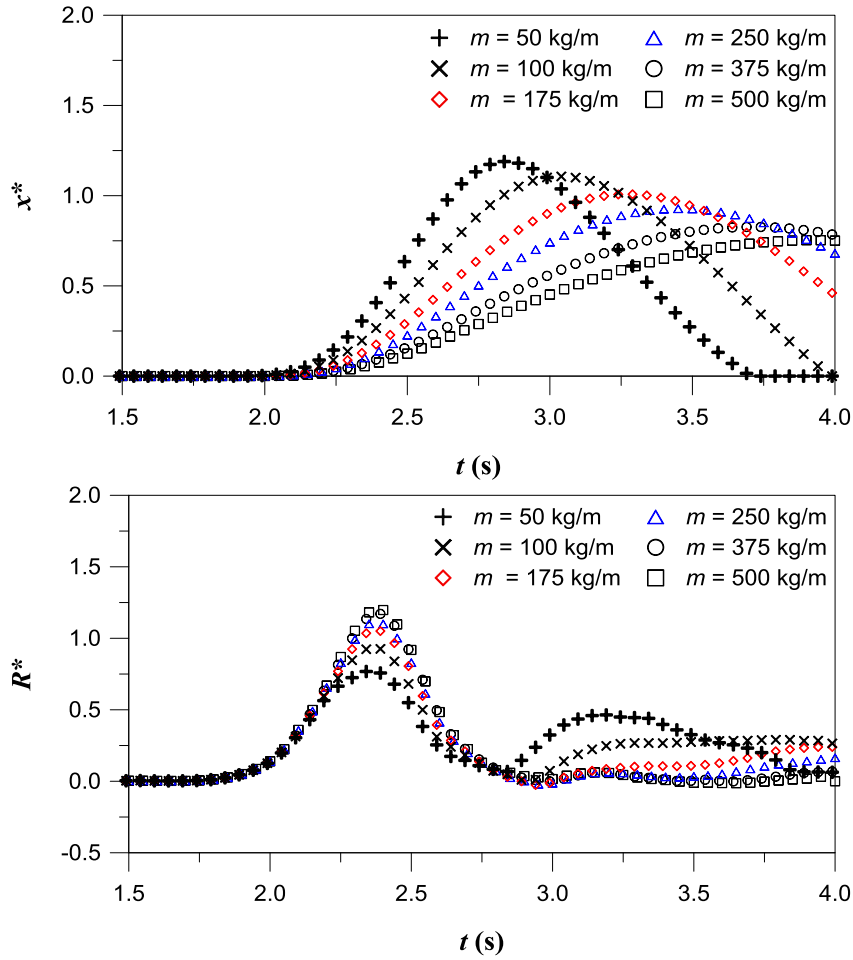 2.0
m = 50 kg/m
m = 250 kg/m
m = 100 kg/m
m = 375 kg/m
m = 175 kg/m
m = 500 kg/m
1.5
1.0
x*
0.5
0.0
1.5
2.0
2.5
3.0
3.5
4.0
t (s)
2.0
m = 50 kg/m
m = 250 kg/m
m = 100 kg/m
m = 375 kg/m
m = 175 kg/m
m = 500 kg/m
1.5
1.0
R*
0.5
0.0
-0.5
1.5
2.0
2.5
3.0
3.5
4.0
t (s)